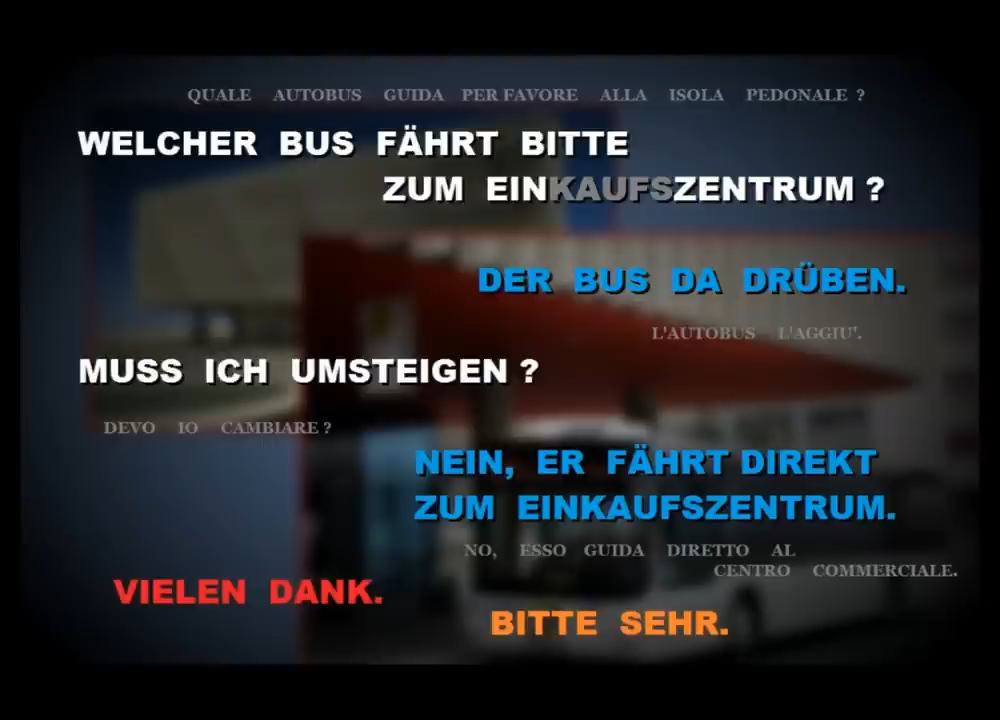 QUALE AUTOBUS GUIDA PER FAVORE ALLA ISOLA PEDONALE ?
WELCHER BUS FÄHRT BITTE
ZUM EINKAUFSZENTRUM ?
DER BUS DA DRÜBEN.
L'AUTOBUS L'AGGIU'.
MUSS ICH UMSTEIGEN ?
DEVO IO CAMBIARE ?
NEIN, ER FÄHRT DIREKT
ZUM EINKAUFSZENTRUM.
NO, ESSO GUIDA DIRETTO AL
CENTRO COMMERCIALE.
VIELEN DANK.
BITTE SEHR.